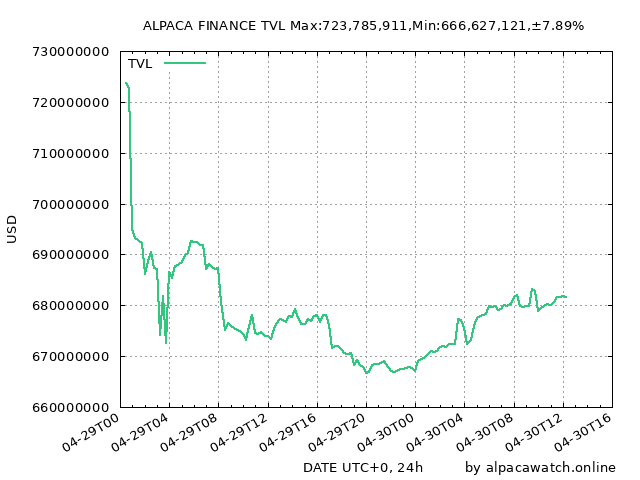 ALPACA FINANCE TVL Max:723,785,911,Min:666,627,121,±7.89%
730000000
TVL
720000000
710000000
700000000
690000000
680000000
670000000
660000000
USD
04-29T00
04-29T04
04-29T08
04-29T12
04-29T16
04-29T20
04-30T00
04-30T04
04-30T08
04-30T12
04-30T16
DATE UTC+0, 24h
by alpacawatch.online